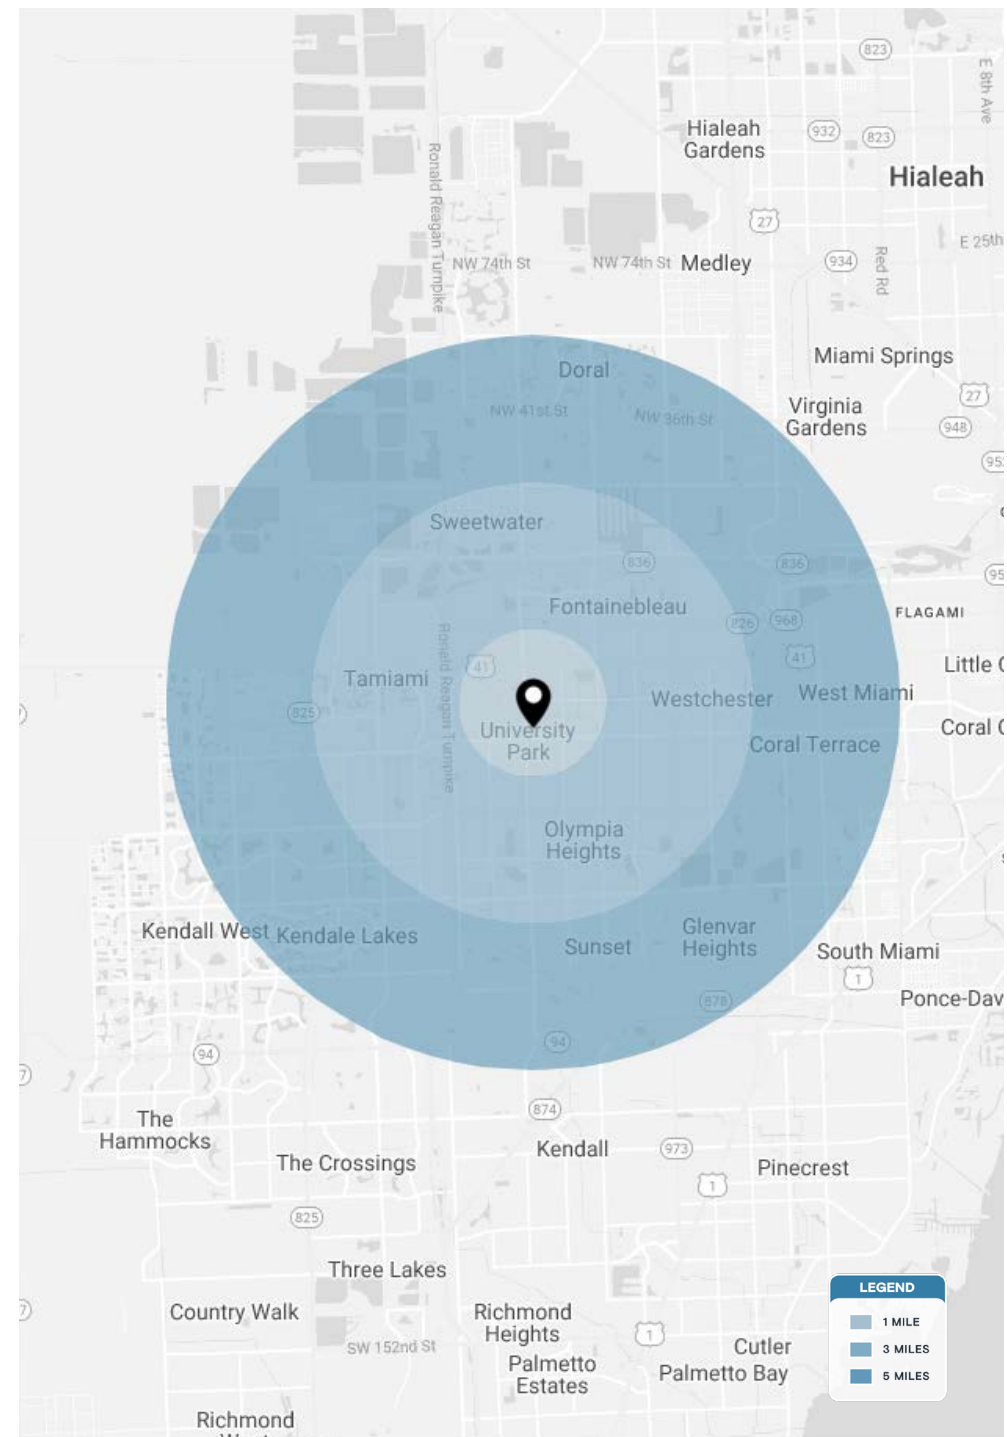 823
E 8th Ave
Hialeah
Gardens
932
823
Hialeah
Ronald Reagan Turnpike
27
E 25th
NW 74th St
NW 74th St
Medley
934
Red Rd
Miami Springs
Doral
27
Virginia
Gardens
NW 41st St
NW 36th St
948
Sweetwater
836
836
Fontainebleau
FLAGAMI
826
968
Ronald Reagan Turnpike
41
41
Little
Tamiami
Westchester
West Miami
825
University
Park
Coral
Coral Terrace
Olympia
Heights
Kendall West
Kendale Lakes
Sunset
Glenvar
Heights
South Miami
1
878
Ponce-Dav
94
94
874
The
Hammocks
Kendall
973
The Crossings
Pinecrest
1
825
Three Lakes
LEGEND
1 MILE
3 MILES
5 MILES
Country Walk
Richmond
Heights
1
SW 152nd St
Cutler
Palmetto
Estates
Palmetto Bay
Richmond